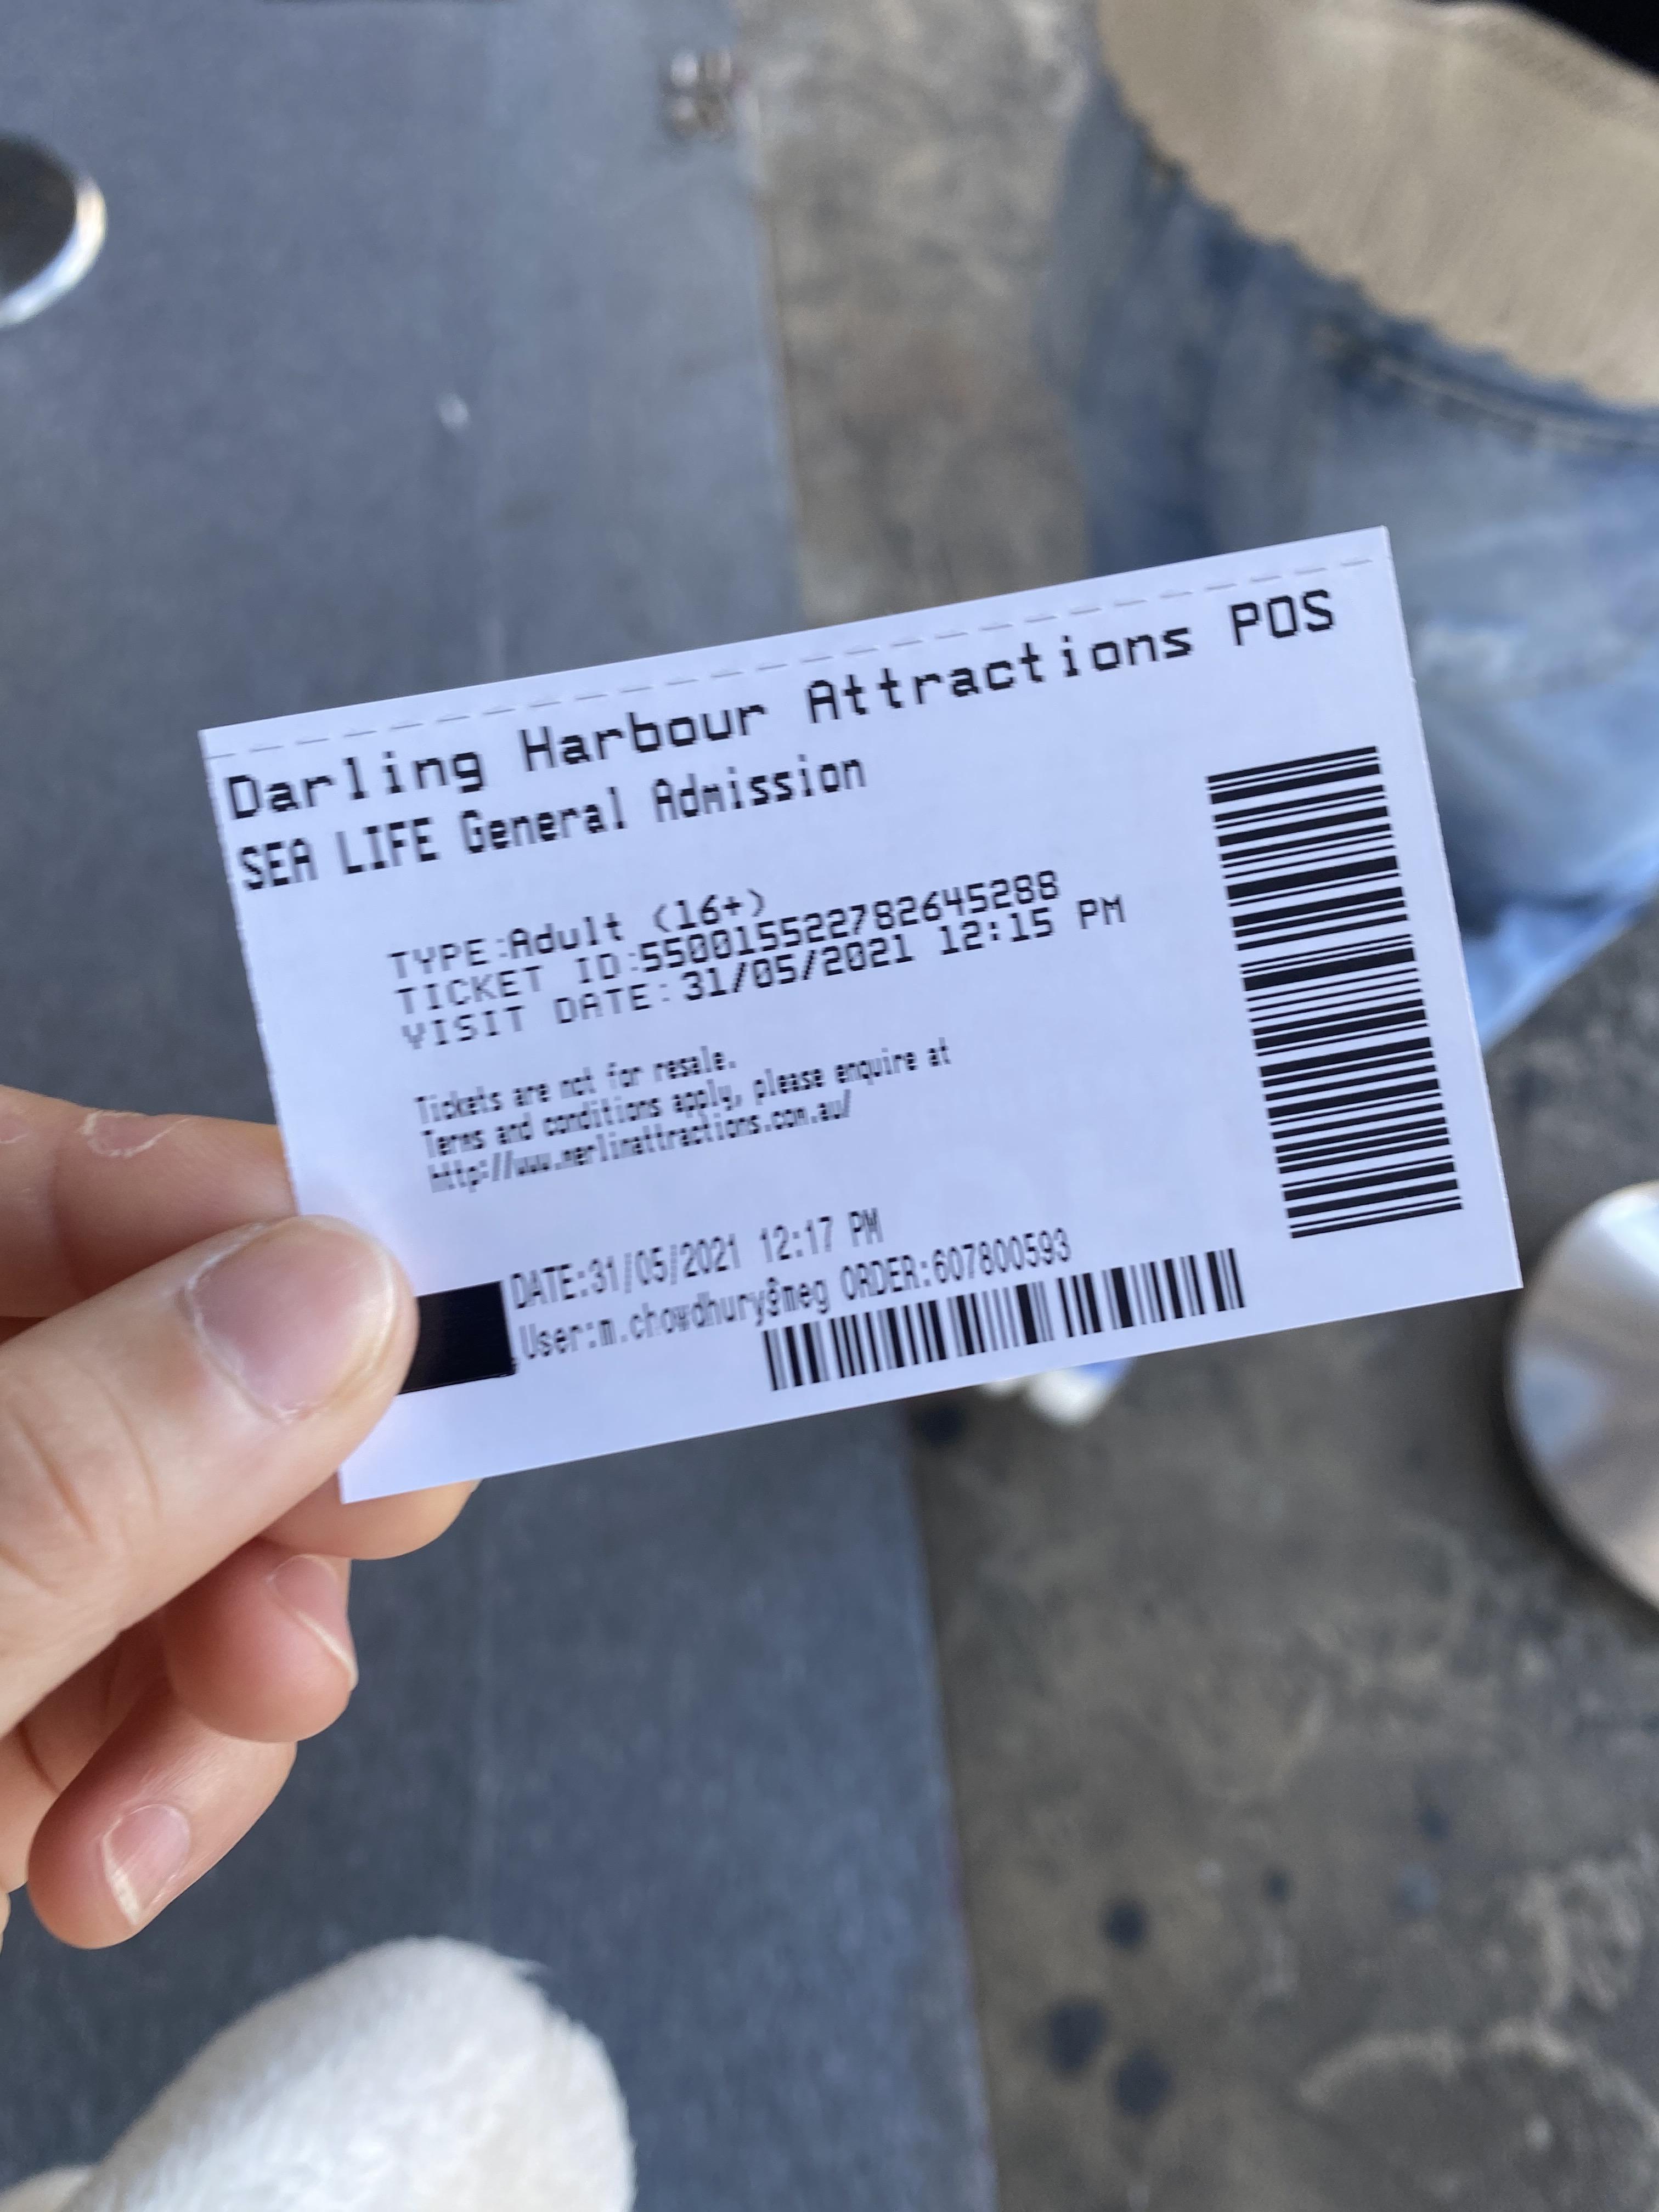 Darling Harbour Attractions POS
SEA LIFE General Admission
TYPE:Adult (16+)
TICKET ID:55001552278264528​8
VISIT DATE:31/05/2021 12:15 PM
Tickets are not for resale.
Terms and conditions apply, please enquire at
http://www.merlinattractions.com.au/
DATE:31/05/2021 12:17 PM
User:m.chowdhury@meg ORDER:607800593